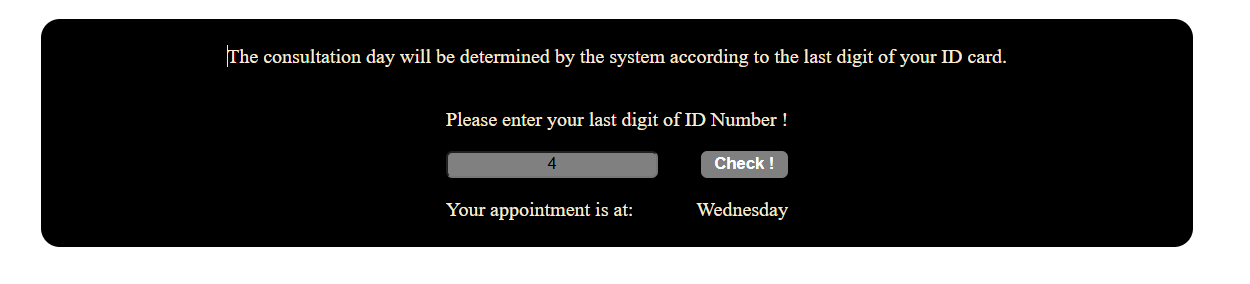 The consultation day will be determined by the system according to the last digit of your ID card.
Please enter your last digit of ID Number !
4 Check !
Your appointment is at: Wednesday